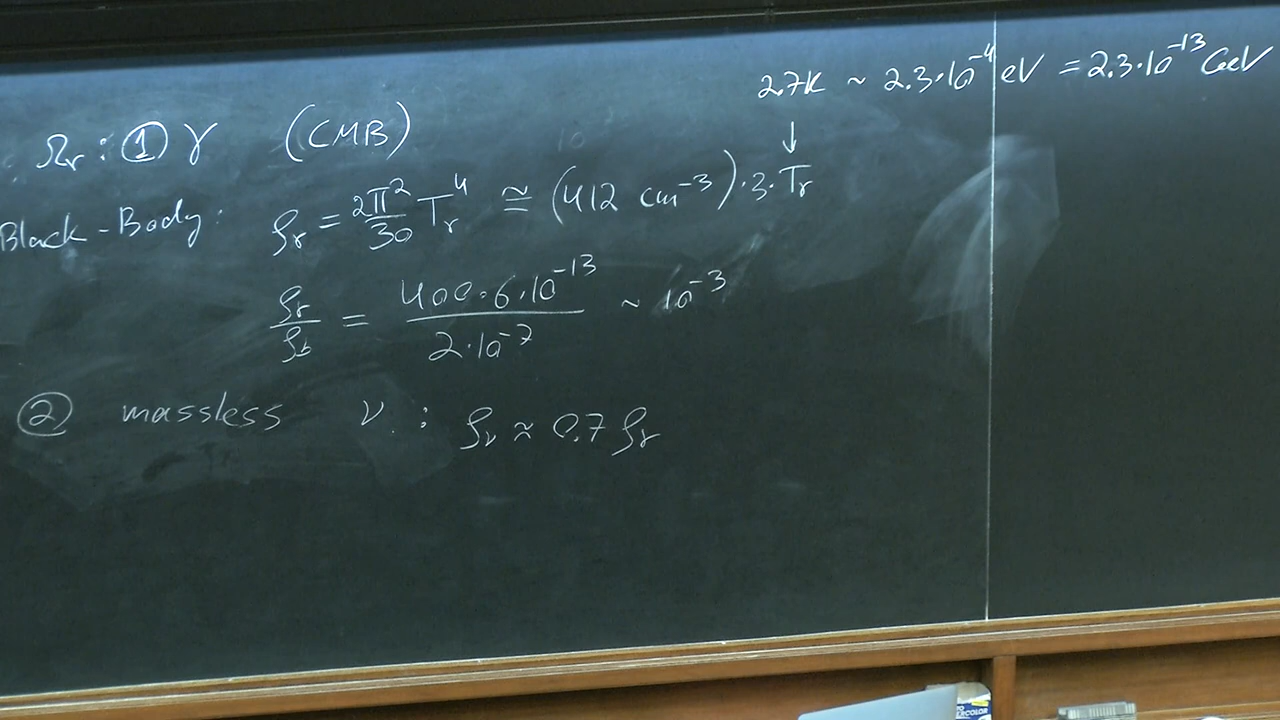 2.7K ~ 2.3·10⁻⁴ eV = 2.3·10⁻¹³ GeV
Ωr : ① γ (CMB) ↓
Black-Body: ρr = 2π²/30 Tr⁴ ≅ (412 cm⁻³)·3·Tr
ρr/ρb = 400·6·10⁻¹³ / 2·10⁻⁷ ~ 10⁻³
② massless ν : ρν ≈ 0.7 ργ